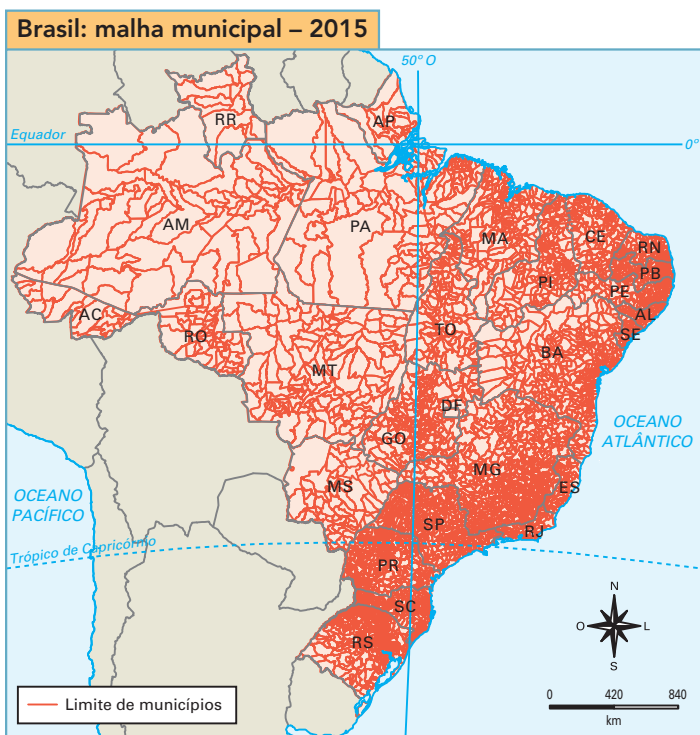 Brasil: malha municipal – 2015
50° O
RR
AP
Equador
0°
AM
PA
MA
CE
RN
PB
PI
PE
AL
SE
AC
RO
TO
BA
MT
DF
GO
OCEANO
ATLÂNTICO
MG
MS
ES
OCEANO
PACÍFICO
SP
RJ
Trópico de Capricórnio
PR
SC
RS
N
O
L
S
Limite de municípios
0 420 840
km